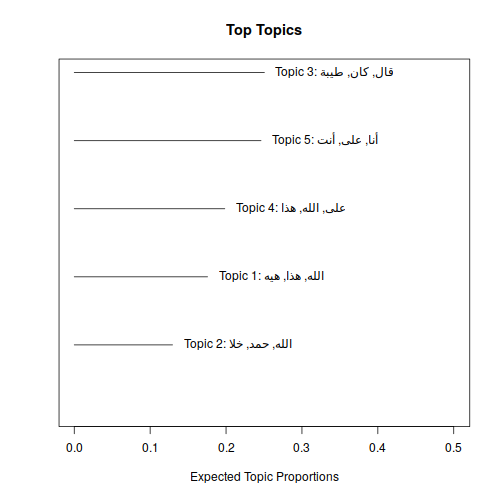 Top Topics
Topic 3: قال, كان, طيبة
Topic 5: أنا, على, أنت
Topic 4: على, الله, هذا
Topic 1: الله, هذا, هيه
Topic 2: الله, حمد, خلا
0.0 0.1 0.2 0.3 0.4 0.5
Expected Topic Proportions